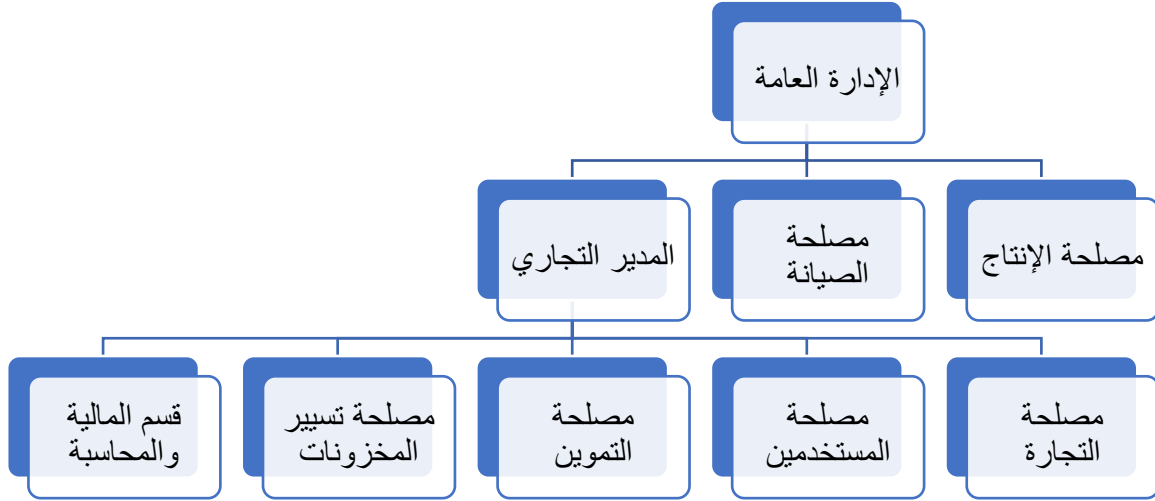 الإدارة العامة
مصلحة الإنتاج
مصلحة
الصيانة
المدير التجاري
مصلحة
التجارة
مصلحة
المستخدمين
مصلحة
التموين
مصلحة تسيير
المخزونات
قسم المالية
والمحاسبة